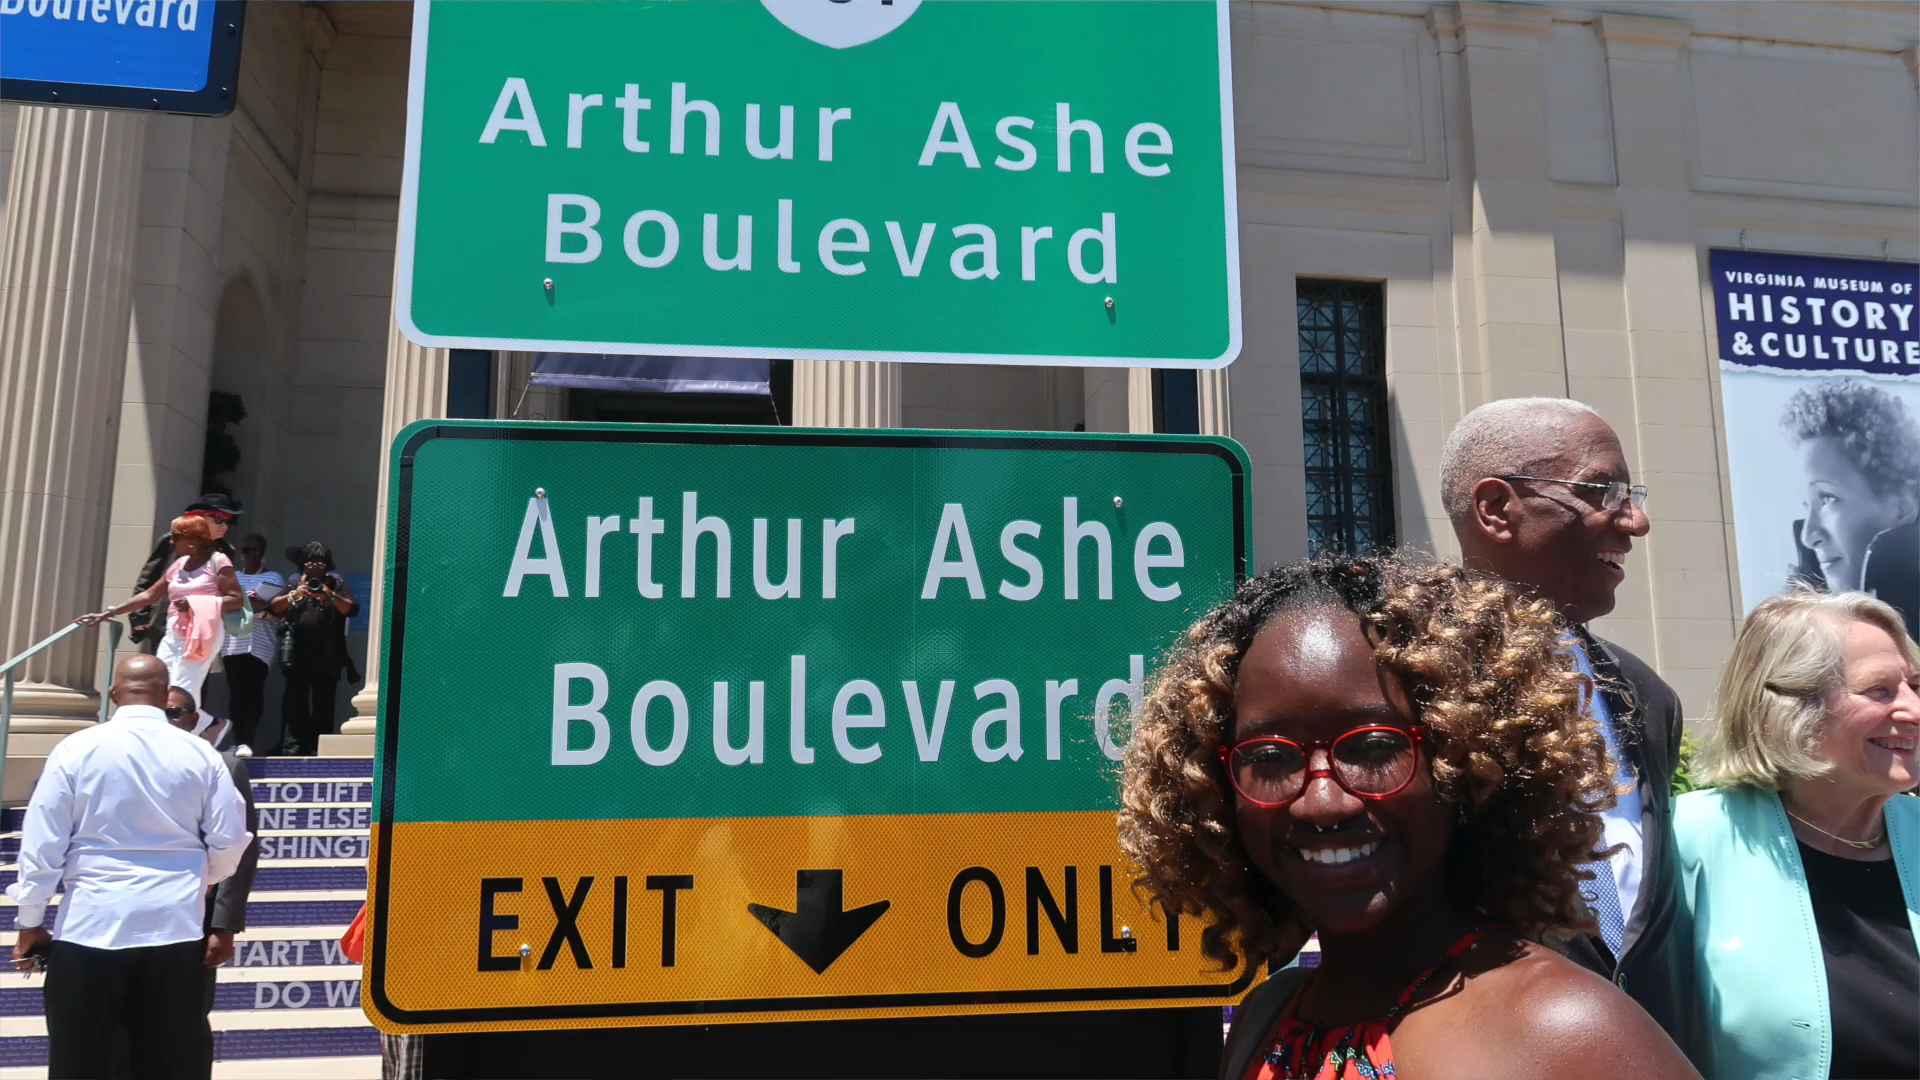 Boulevard
Arthur Ashe
Boulevard
VIRGINIA MUSEUM OF
HISTORY
& CULTURE
Arthur Ashe
Boulevard
EXIT ONLY
TO LIFT
NE ELSE
SHINGT
TART W
DO W